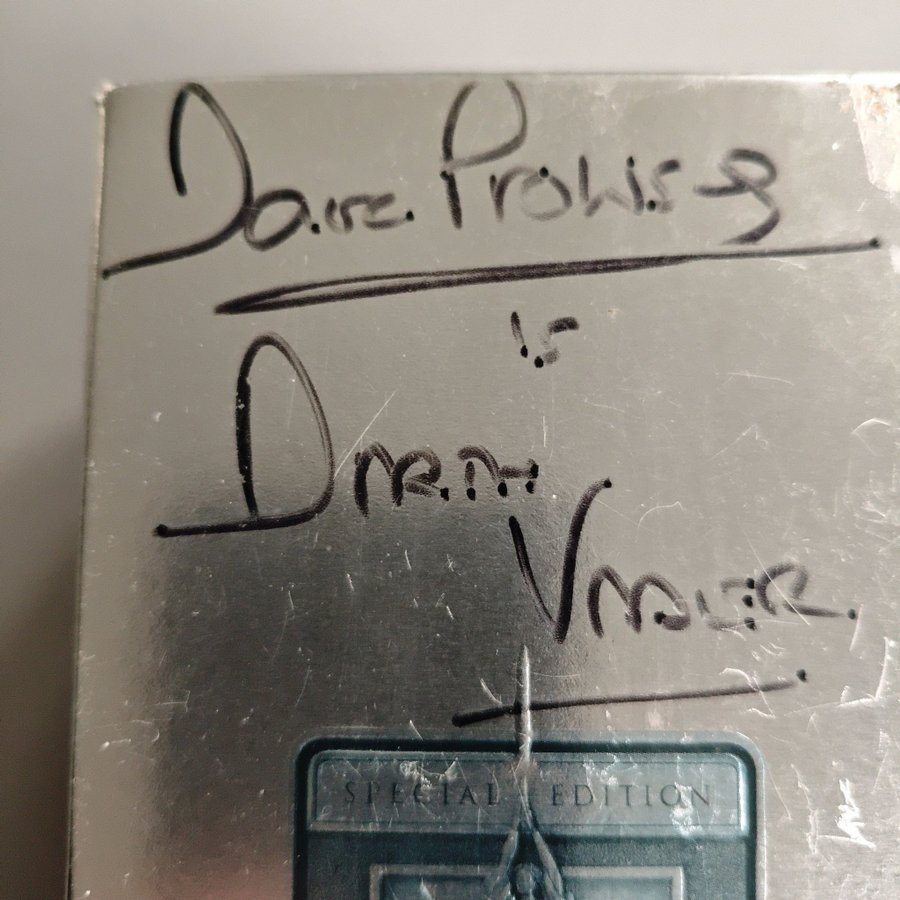 Dave Prowse
is
DARTH
VADER.
SPECIAL EDITION